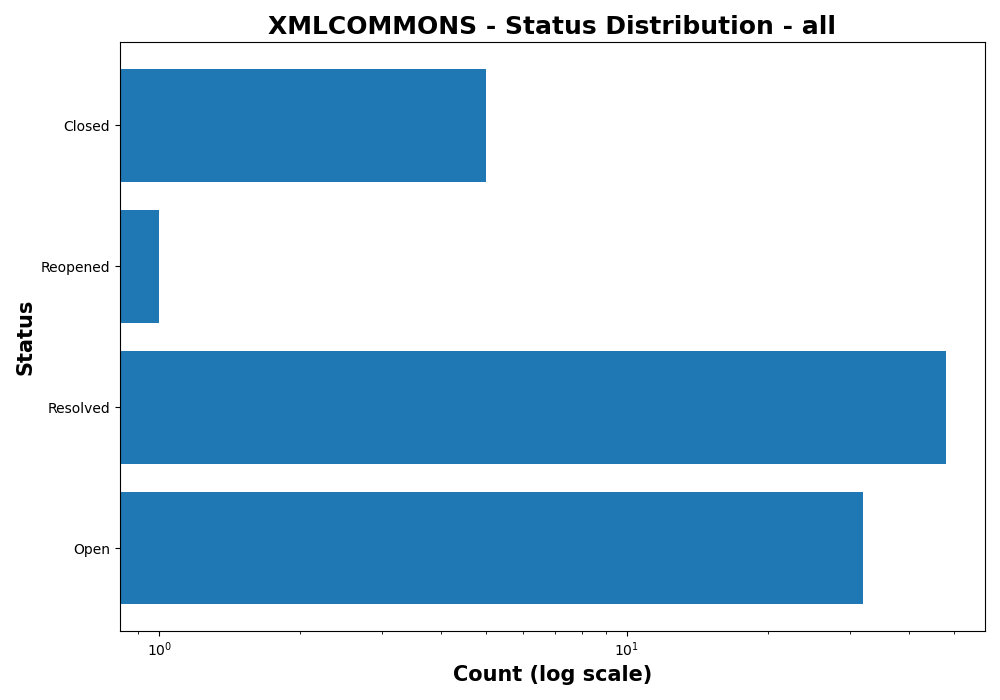 XMLCOMMONS - Status Distribution - all
Closed
Reopened
Resolved
Open
Status
10⁰
10¹
Count (log scale)